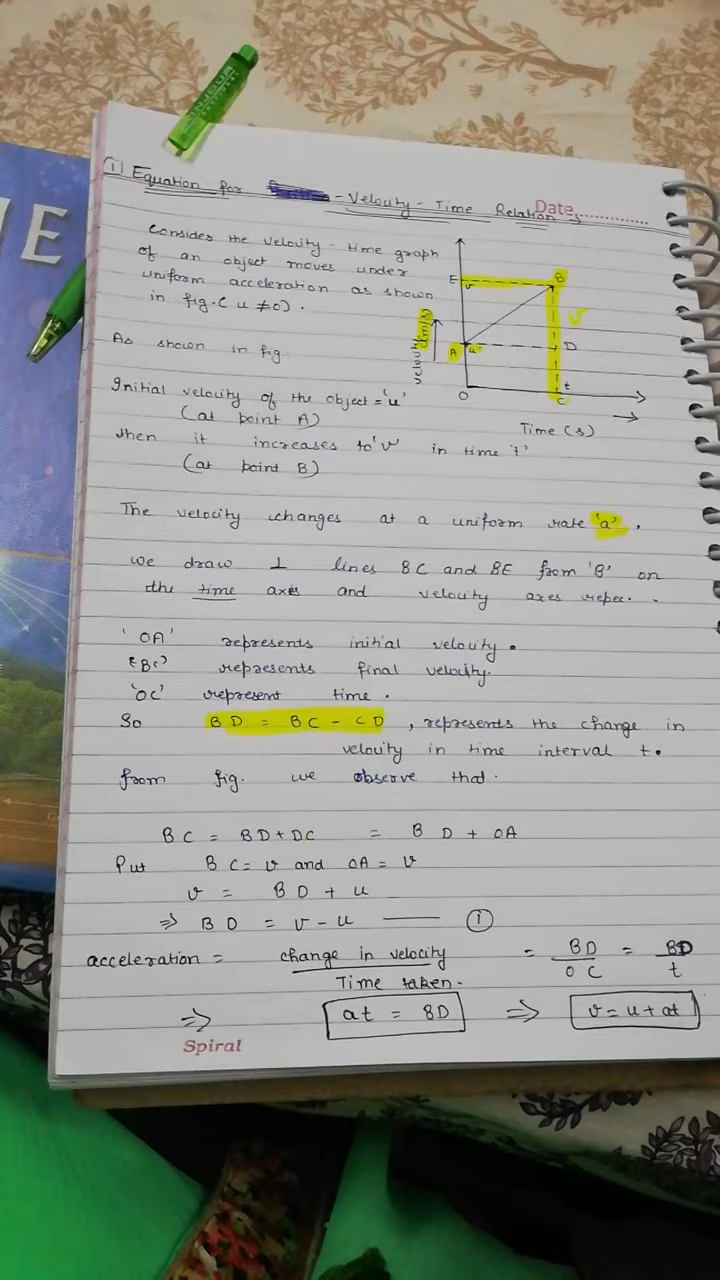 UNJOUR
IE
(i) Equation for - Velocity - Time Relation
Date..............
Consider the velocity - time graph
of an object moves under
uniform acceleration as shown
in fig. ( u ≠ 0 ) .
As shown in fig
Initial velocity of the object = 'u'
(at point A)
then it increases to 'v' in time 't'
(at point B)
E
v
B
v
velocity (m/s)
A
u
D
O
t
C
Time (s)
The velocity changes at a uniform rate 'a' .
We draw ⊥ lines BC and BE from 'B' on
the time axis and velocity axes repec. .
'OA' represents initial velocity.
'BC' represents final velocity.
'OC' represent time .
So BD = BC - CD , represents the change in
velocity in time interval t.
from fig. we observe that .
BC = BD + DC = BD + OA
Put BC = v and OA = v
v = BD + u
⇒ BD = v - u —— ①
acceleration = change in velocity / Time taken. = BD / OC = BD / t
⇒ at = BD ⇒ v = u + at
Spiral